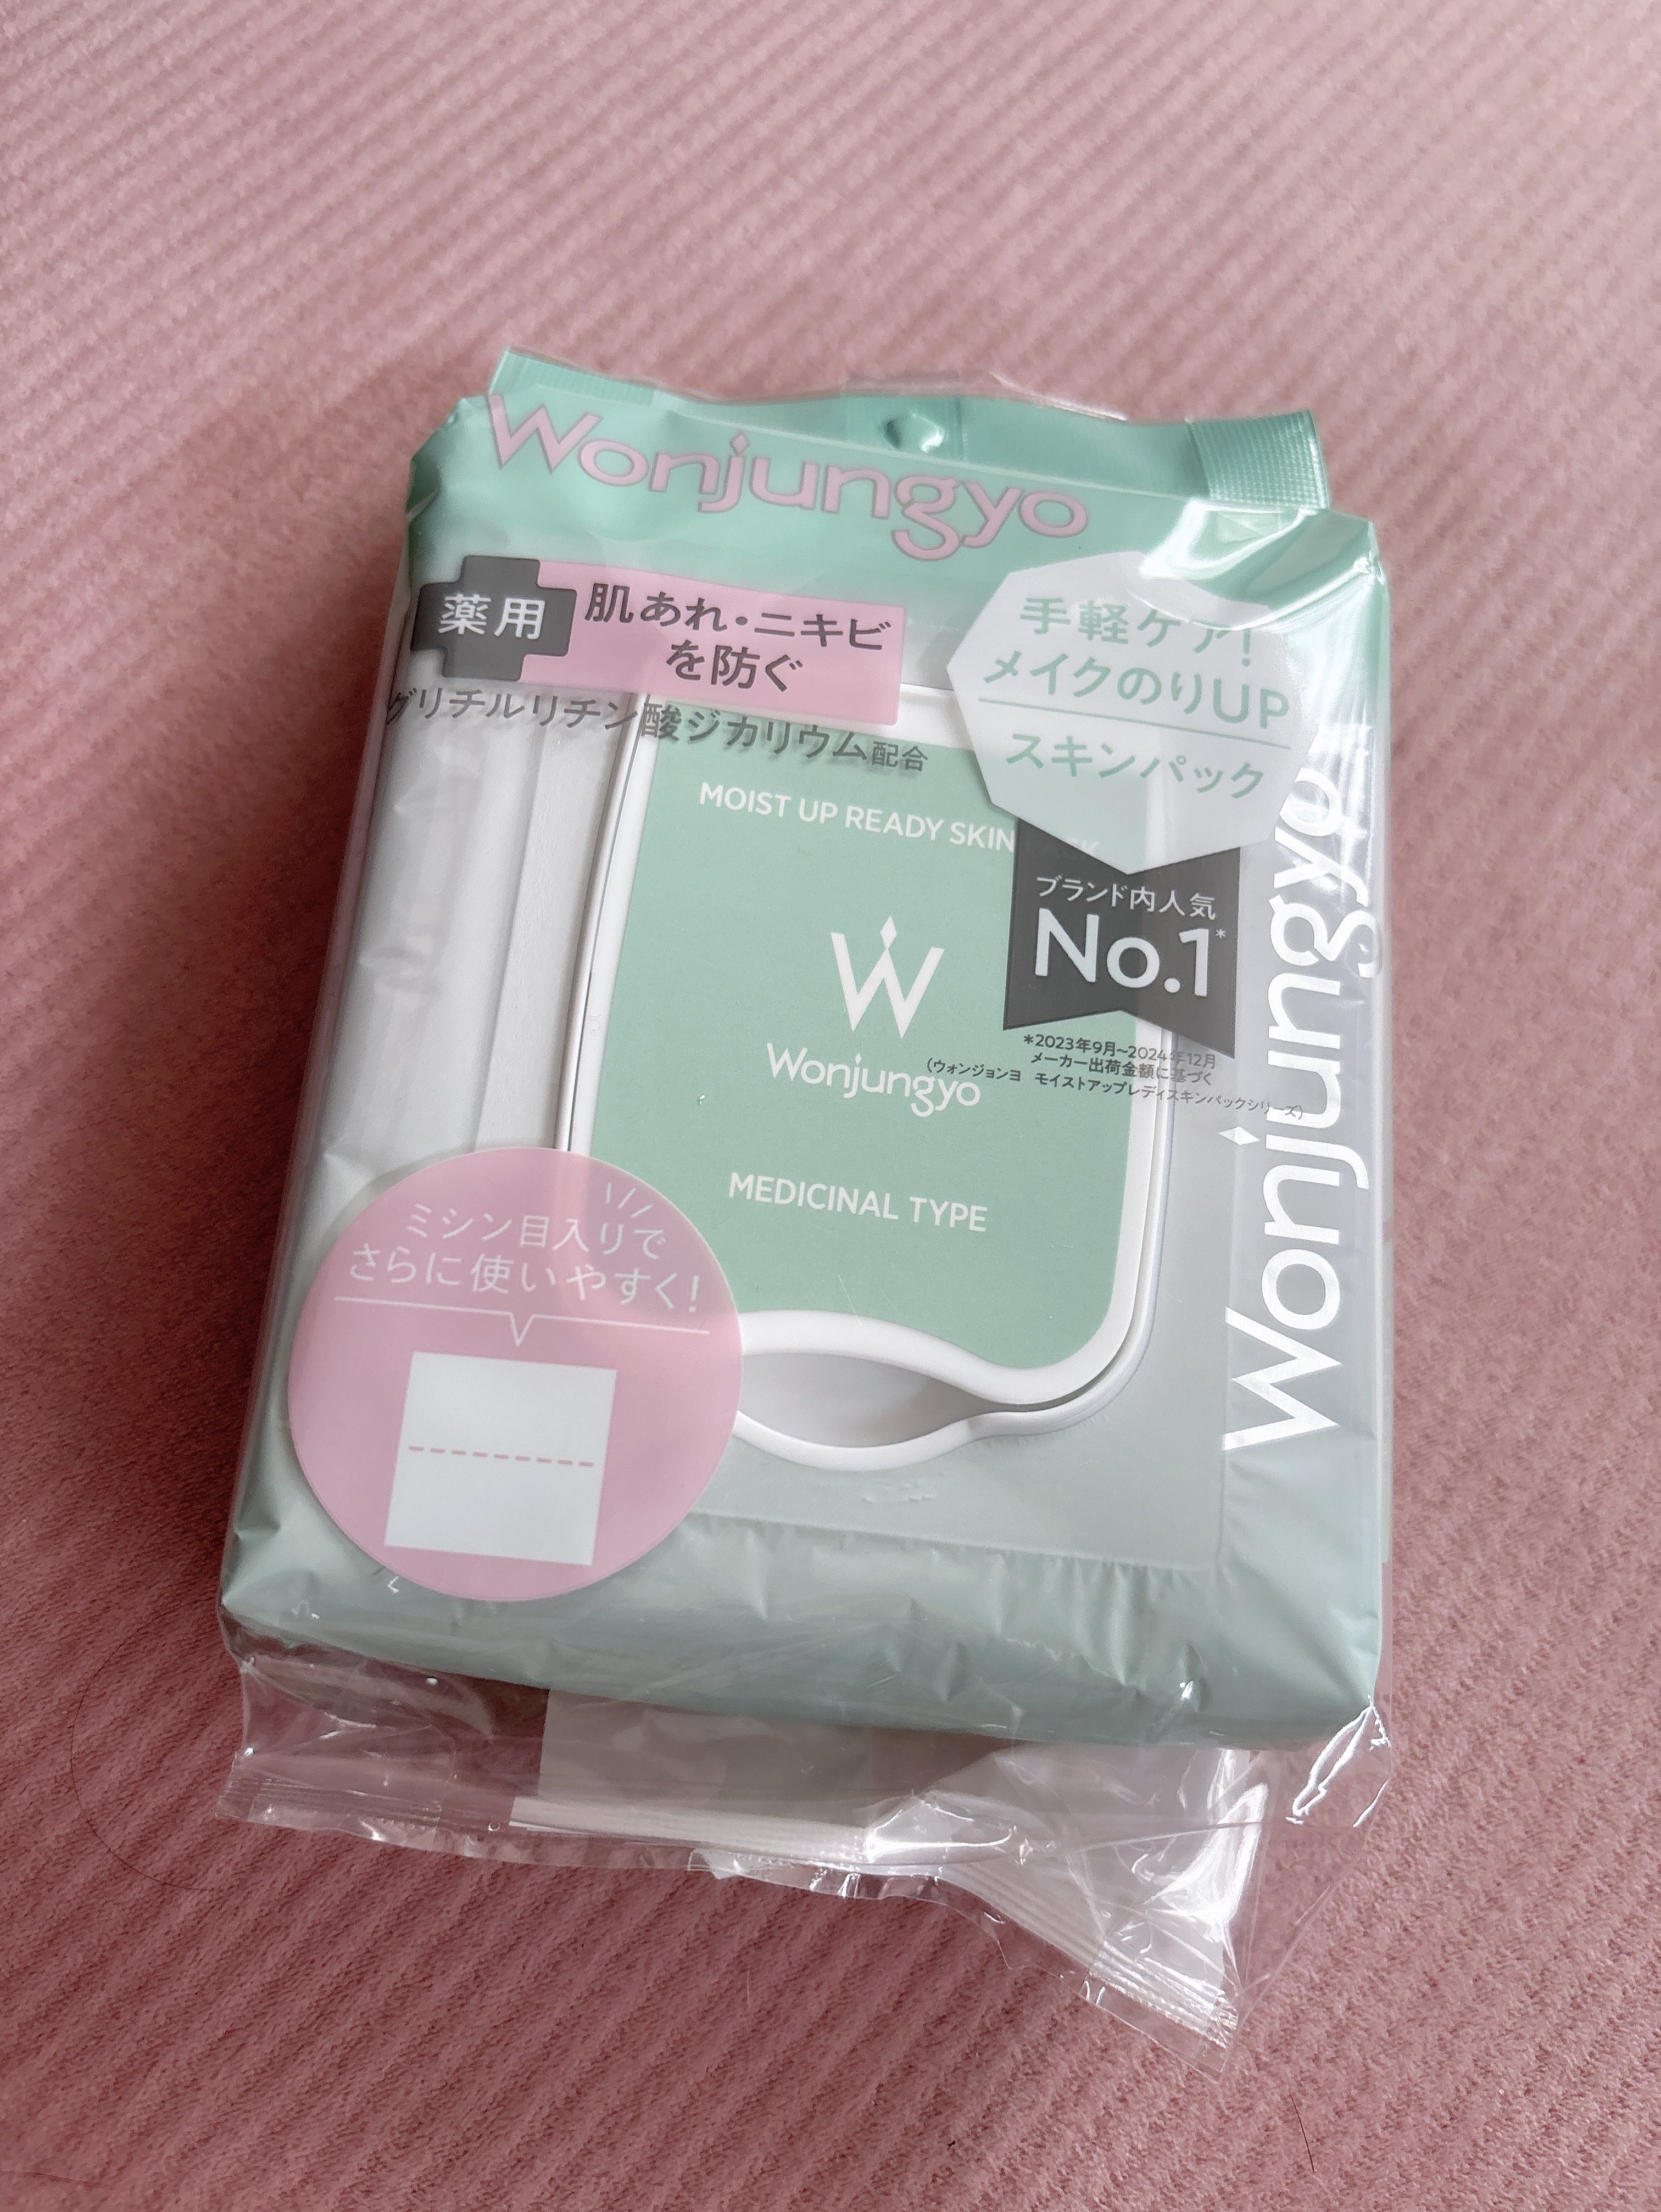 Wonjungyo
薬用
肌あれ・ニキビ
を防ぐ
グリチルリチン酸ジカリウム配合
手軽ケア!
メイクのりUP
スキンパック
MOIST UP READY SKIN
ブランド内人気
No.1*
*2023年9月~2024年12月
メーカー出荷金額に基づく
(ウォンジョンヨ モイストアップレディスキンパックシリーズ)
W
Wonjungyo
MEDICINAL TYPE
Wonjungyo
ミシン目入りで
さらに使いやすく!